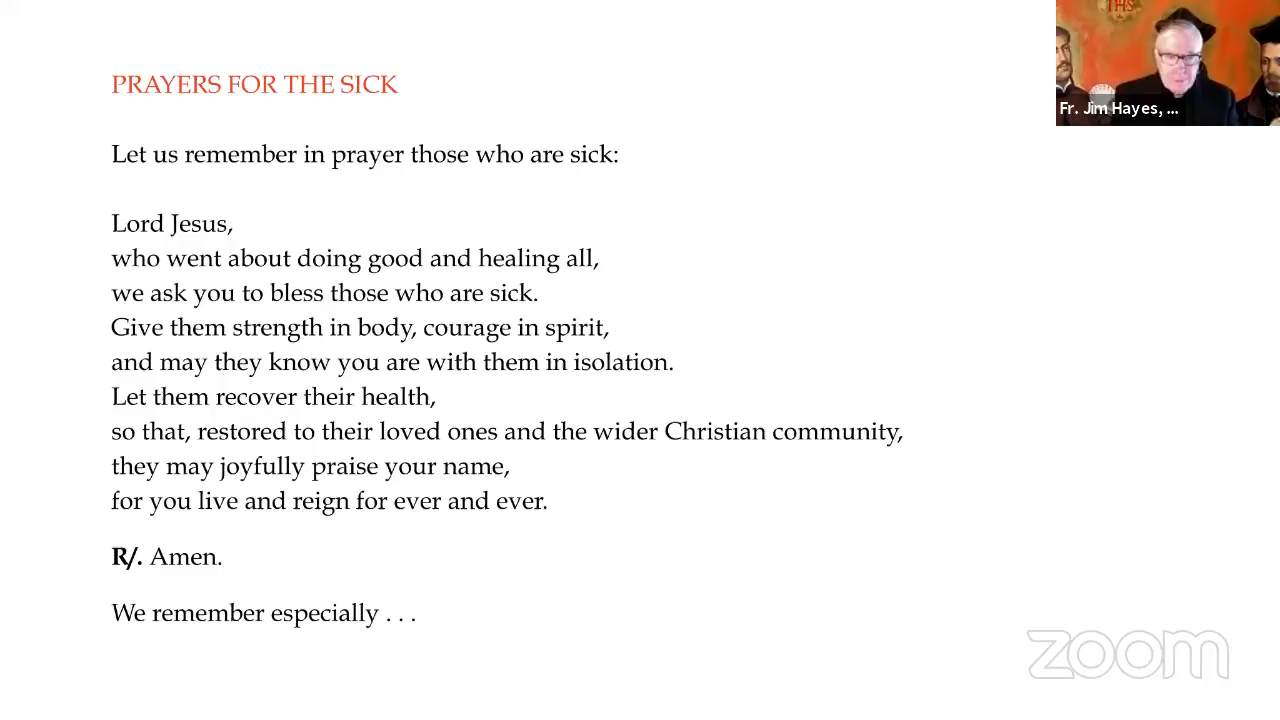 PRAYERS FOR THE SICK
Let us remember in prayer those who are sick:
Lord Jesus,
who went about doing good and healing all,
we ask you to bless those who are sick.
Give them strength in body, courage in spirit,
and may they know you are with them in isolation.
Let them recover their health,
so that, restored to their loved ones and the wider Christian community,
they may joyfully praise your name,
for you live and reign for ever and ever.
R/. Amen.
We remember especially . . .
IHS
Fr. Jim Hayes, ...
zoom